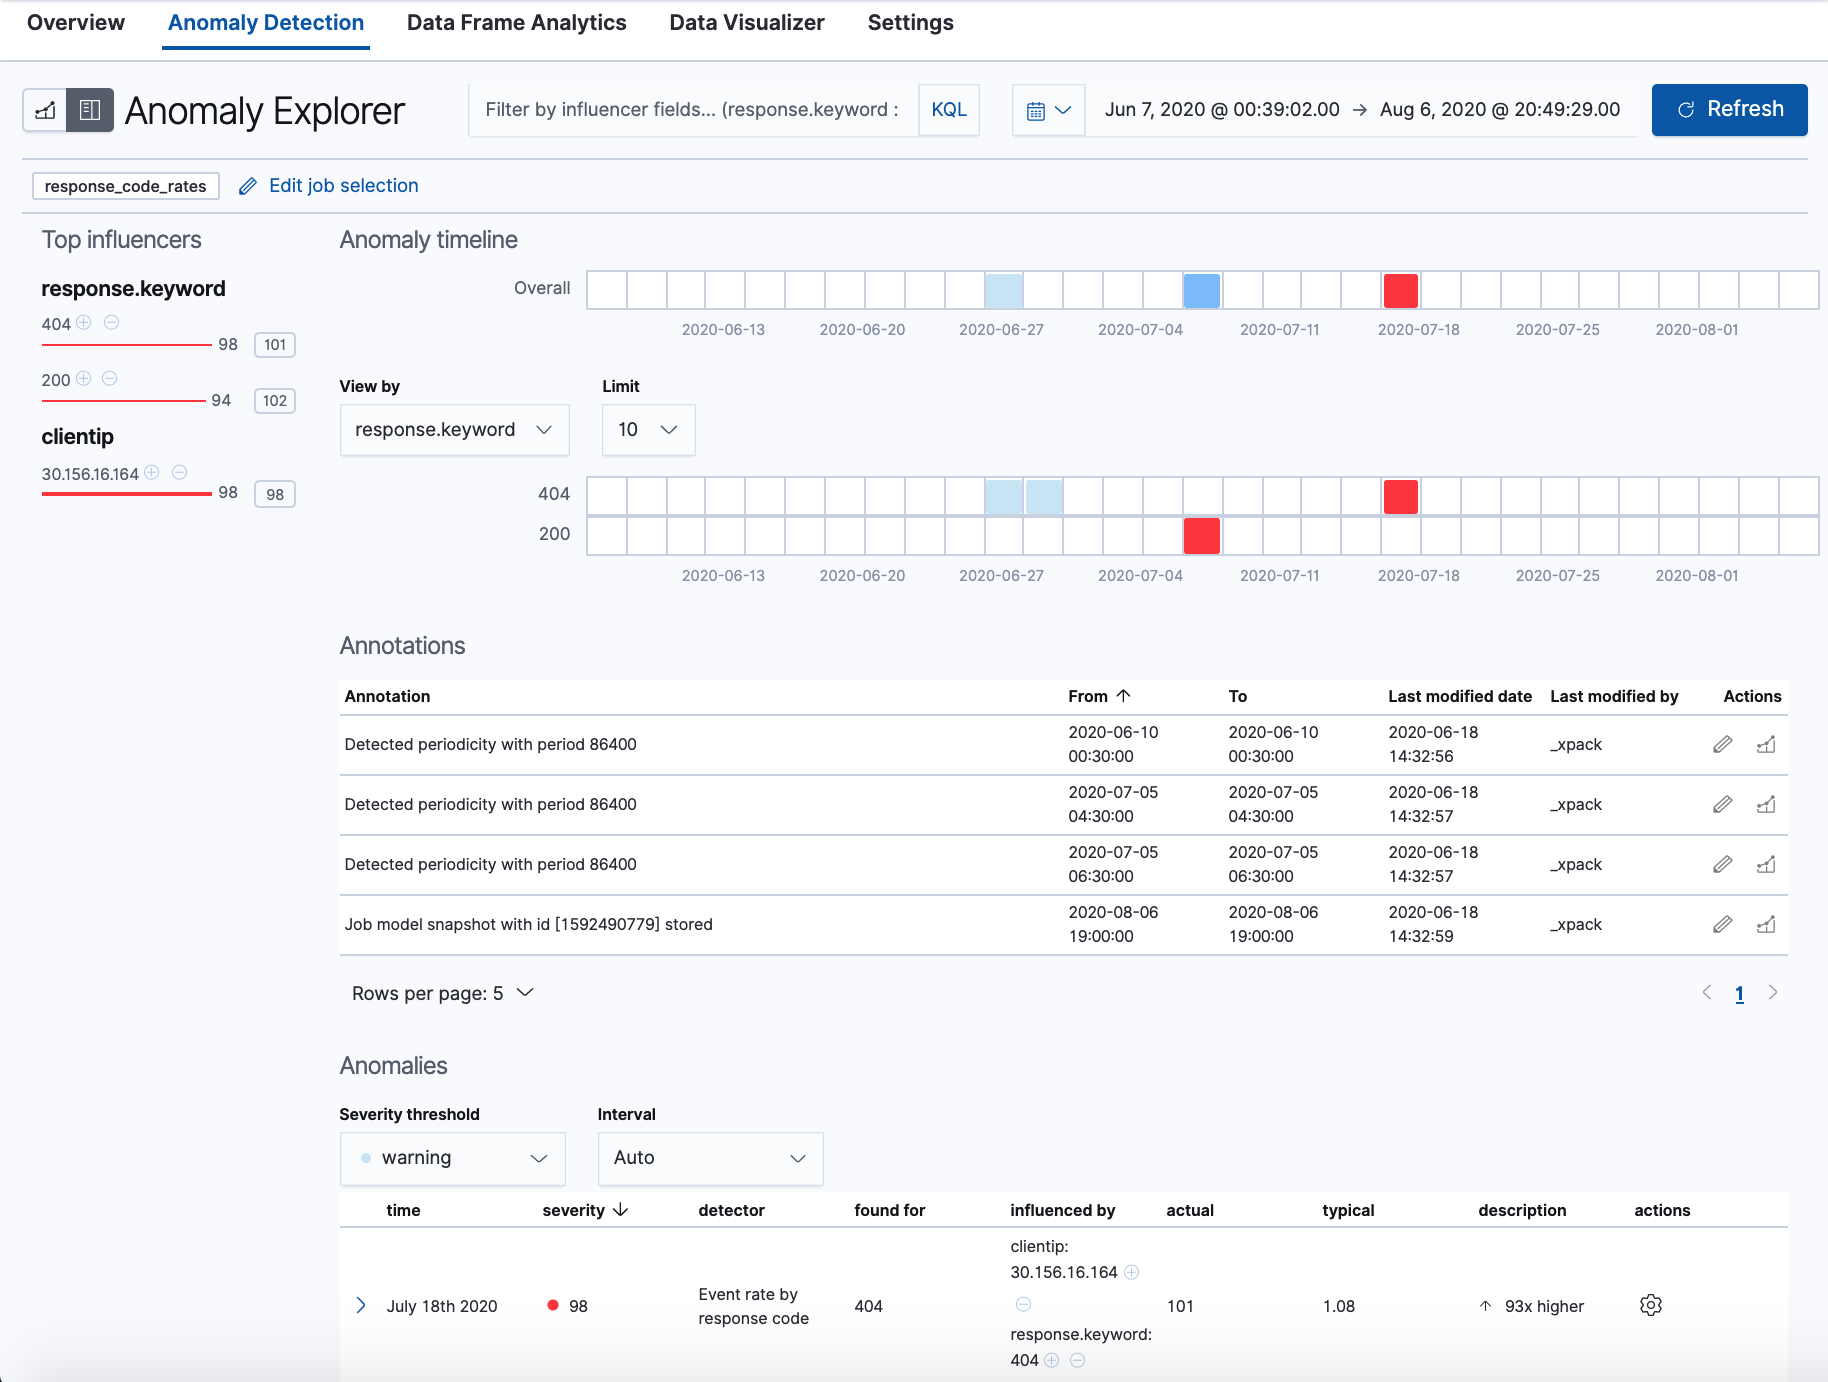 Overview Anomaly Detection Data Frame Analytics Data Visualizer Settings
Anomaly Explorer Filter by influencer fields... (response.keyword : KQL Jun 7, 2020 @ 00:39:02.00 → Aug 6, 2020 @ 20:49:29.00 Refresh
response_code_rates Edit job selection
Top influencers
response.keyword
404
98 101
200
94 102
clientip
30.156.16.164
98 98
Anomaly timeline
Overall
2020-06-13 2020-06-20 2020-06-27 2020-07-04 2020-07-11 2020-07-18 2020-07-25 2020-08-01
View by Limit
response.keyword 10
404
200
2020-06-13 2020-06-20 2020-06-27 2020-07-04 2020-07-11 2020-07-18 2020-07-25 2020-08-01
Annotations
Annotation From ↑ To Last modified date Last modified by Actions
Detected periodicity with period 86400 2020-06-10 00:30:00 2020-06-10 00:30:00 2020-06-18 14:32:56 _xpack
Detected periodicity with period 86400 2020-07-05 04:30:00 2020-07-05 04:30:00 2020-06-18 14:32:57 _xpack
Detected periodicity with period 86400 2020-07-05 06:30:00 2020-07-05 06:30:00 2020-06-18 14:32:57 _xpack
Job model snapshot with id [1592490779] stored 2020-08-06 19:00:00 2020-08-06 19:00:00 2020-06-18 14:32:59 _xpack
Rows per page: 5 < 1 >
Anomalies
Severity threshold Interval
warning Auto
time severity ↓ detector found for influenced by actual typical description actions
July 18th 2020 98 Event rate by response code 404 clientip: 30.156.16.164 response.keyword: 404 101 1.08 ↑ 93x higher